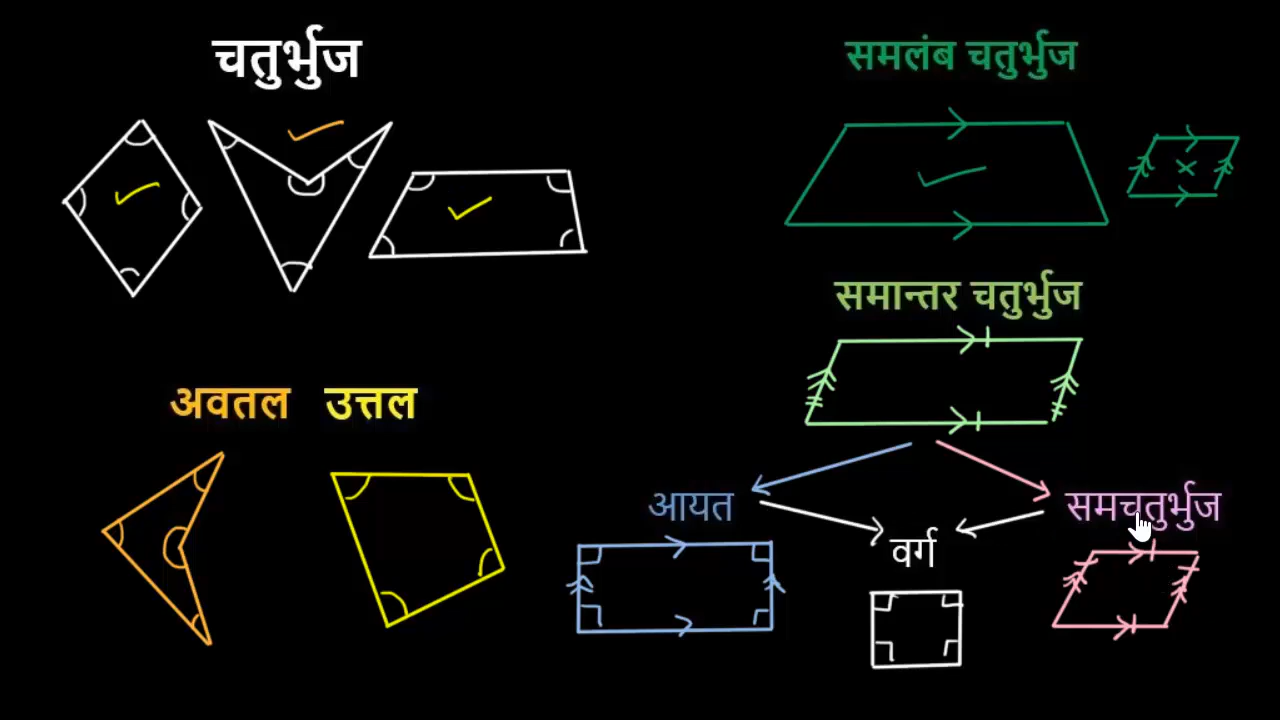 चतुर्भुज
समलंब चतुर्भुज
समान्तर चतुर्भुज
अवतल उत्तल
आयत
समचतुर्भुज
वर्ग